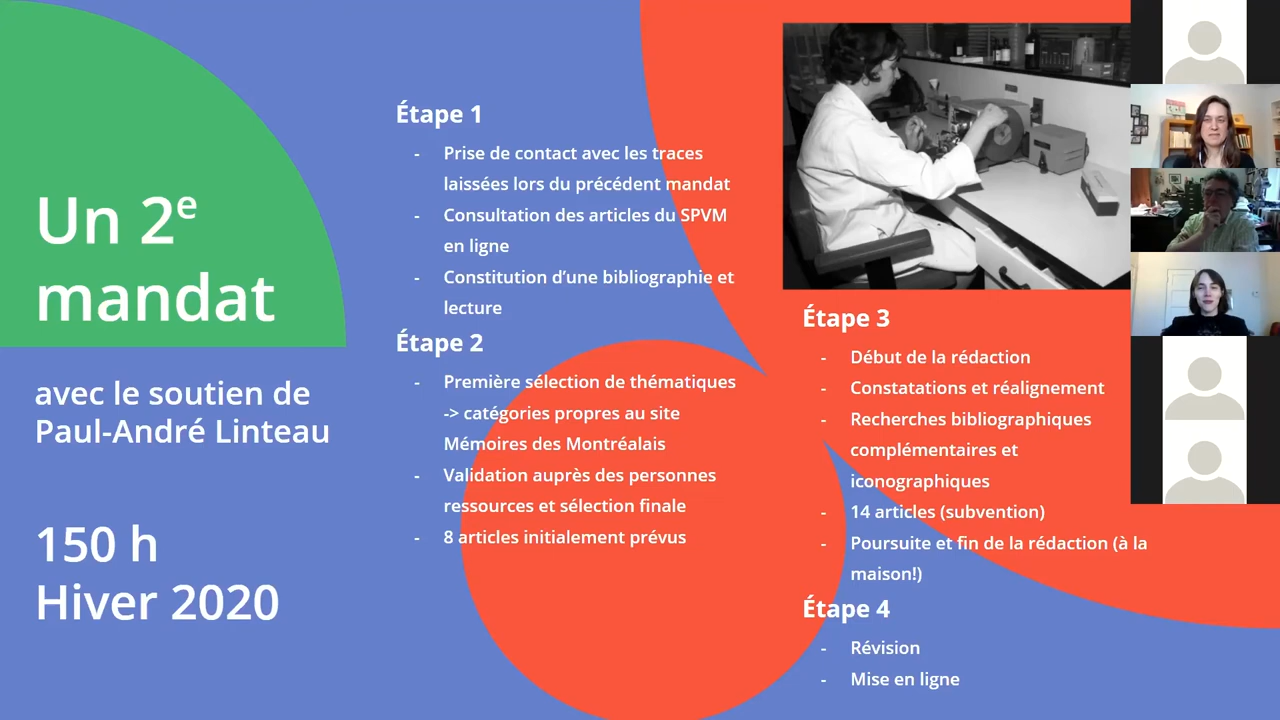 Un 2e
mandat
avec le soutien de
Paul-André Linteau
150 h
Hiver 2020
Étape 1
- Prise de contact avec les traces
laissées lors du précédent mandat
- Consultation des articles du SPVM
en ligne
- Constitution d’une bibliographie et
lecture
Étape 2
- Première sélection de thématiques
-> catégories propres au site
Mémoires des Montréalais
- Validation auprès des personnes
ressources et sélection finale
- 8 articles initialement prévus
Étape 3
- Début de la rédaction
- Constatations et réalignement
- Recherches bibliographiques
complémentaires et
iconographiques
- 14 articles (subvention)
- Poursuite et fin de la rédaction (à la
maison!)
Étape 4
- Révision
- Mise en ligne